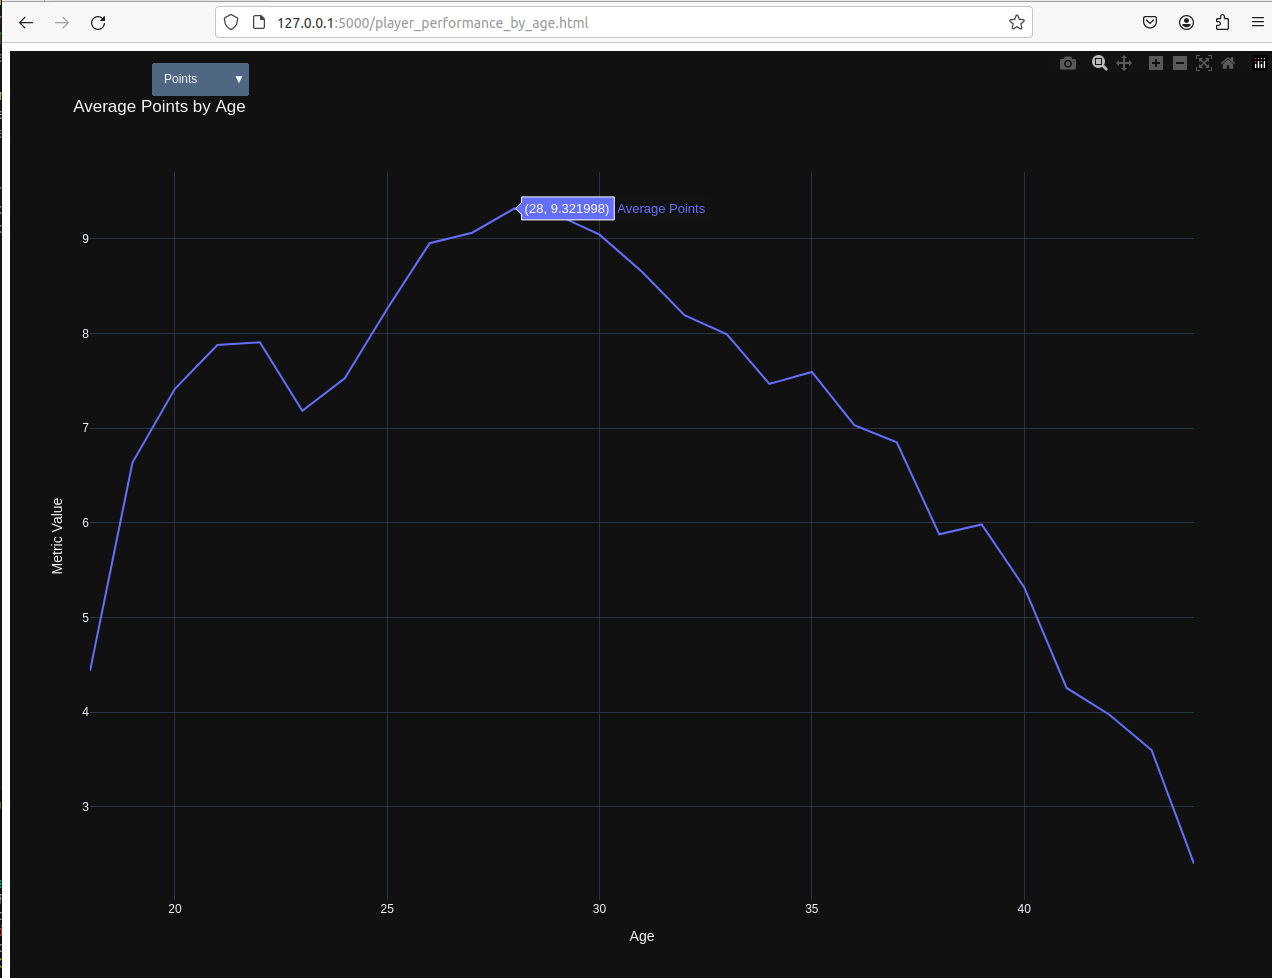 127.0.0.1:5000/player_performance_by_age.html
Points ▼
Average Points by Age
(28, 9.321998) Average Points
9
8
7
6
5
4
3
Metric Value
20 25 30 35 40
Age